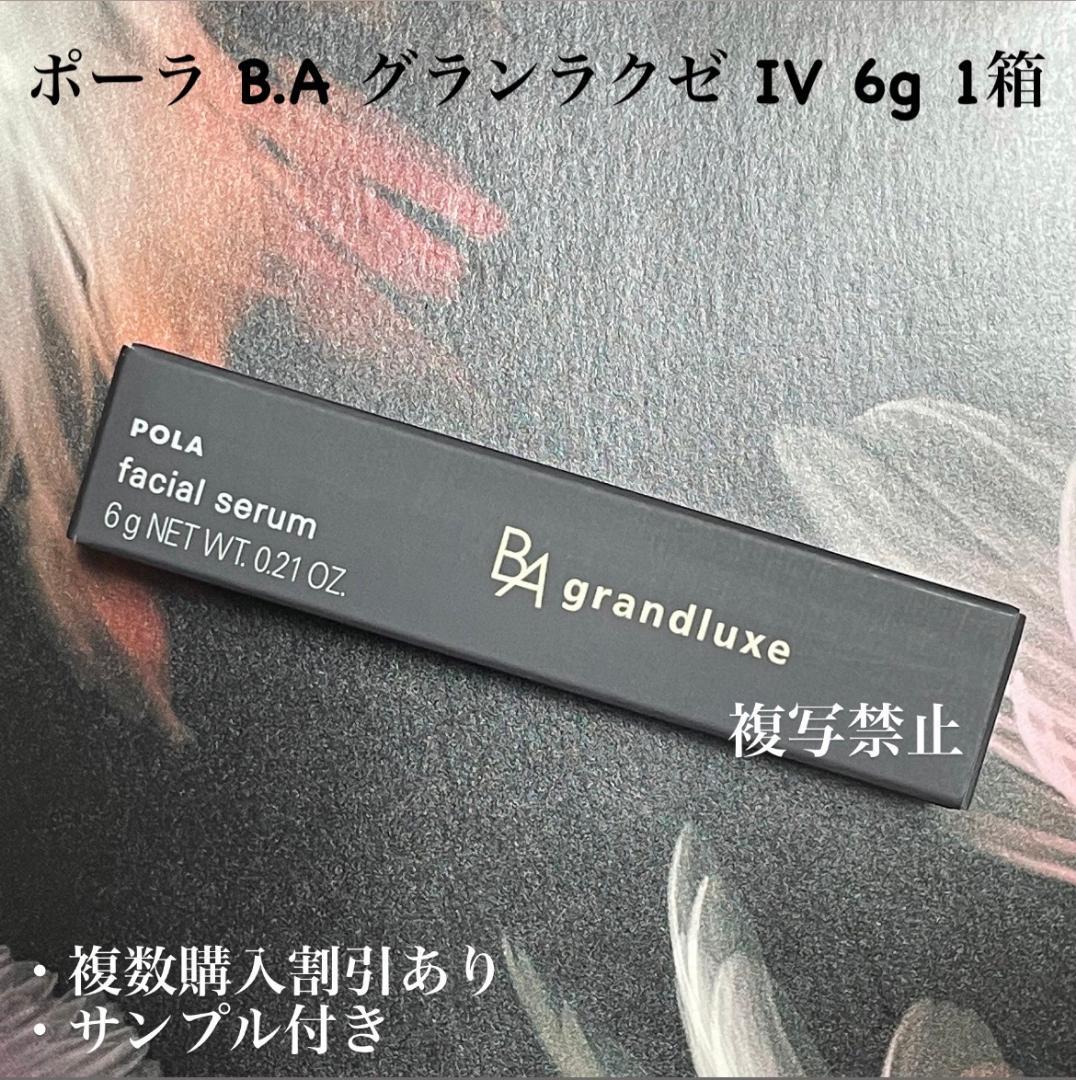 ポーラ B.A グランラクゼ IV 6g 1箱
POLA
facial serum
6 g NET WT. 0.21 OZ.
BA grandluxe
複写禁止
・複数購入割引あり
・サンプル付き